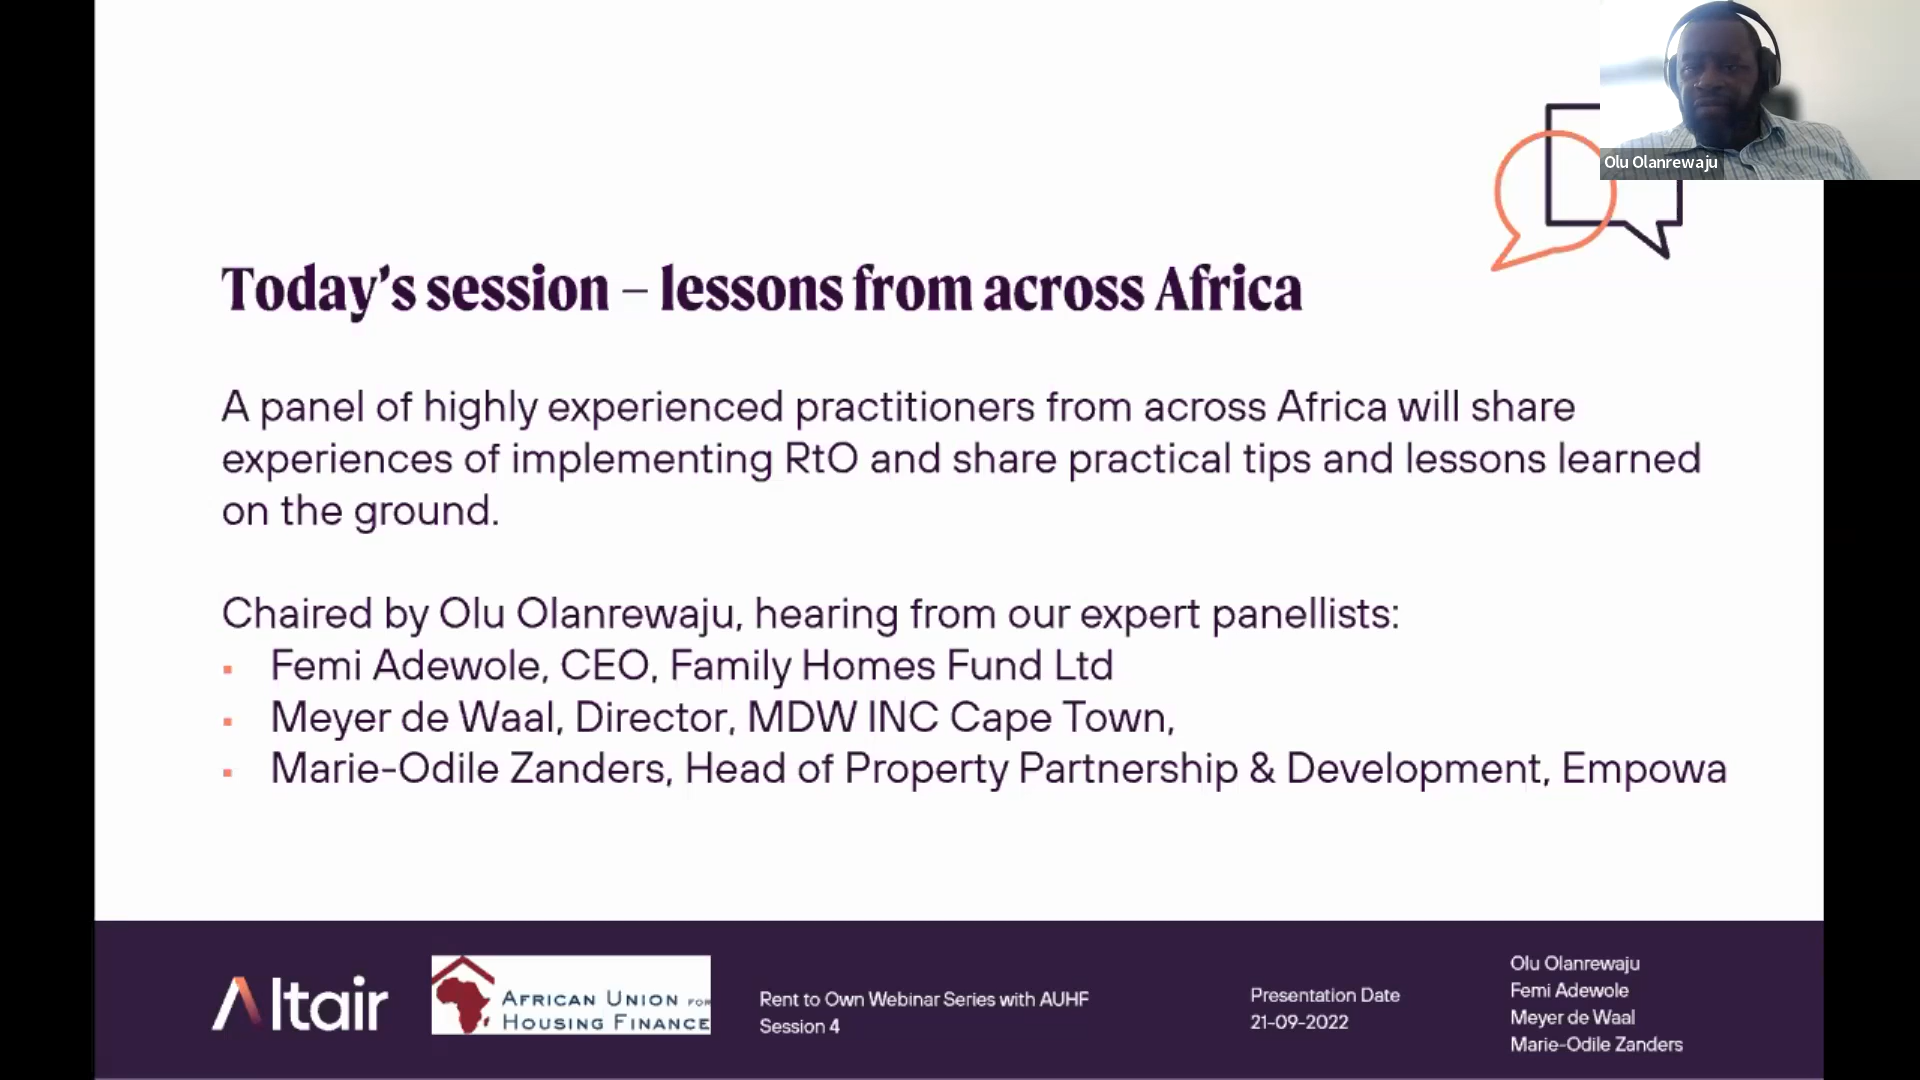 Olu Olanrewaju
Today's session – lessons from across Africa
A panel of highly experienced practitioners from across Africa will share
experiences of implementing RtO and share practical tips and lessons learned
on the ground.
Chaired by Olu Olanrewaju, hearing from our expert panellists:
▪ Femi Adewole, CEO, Family Homes Fund Ltd
▪ Meyer de Waal, Director, MDW INC Cape Town,
▪ Marie-Odile Zanders, Head of Property Partnership & Development, Empowa
Altair
AFRICAN UNION FOR
HOUSING FINANCE
Rent to Own Webinar Series with AUHF
Session 4
Presentation Date
21-09-2022
Olu Olanrewaju
Femi Adewole
Meyer de Waal
Marie-Odile Zanders